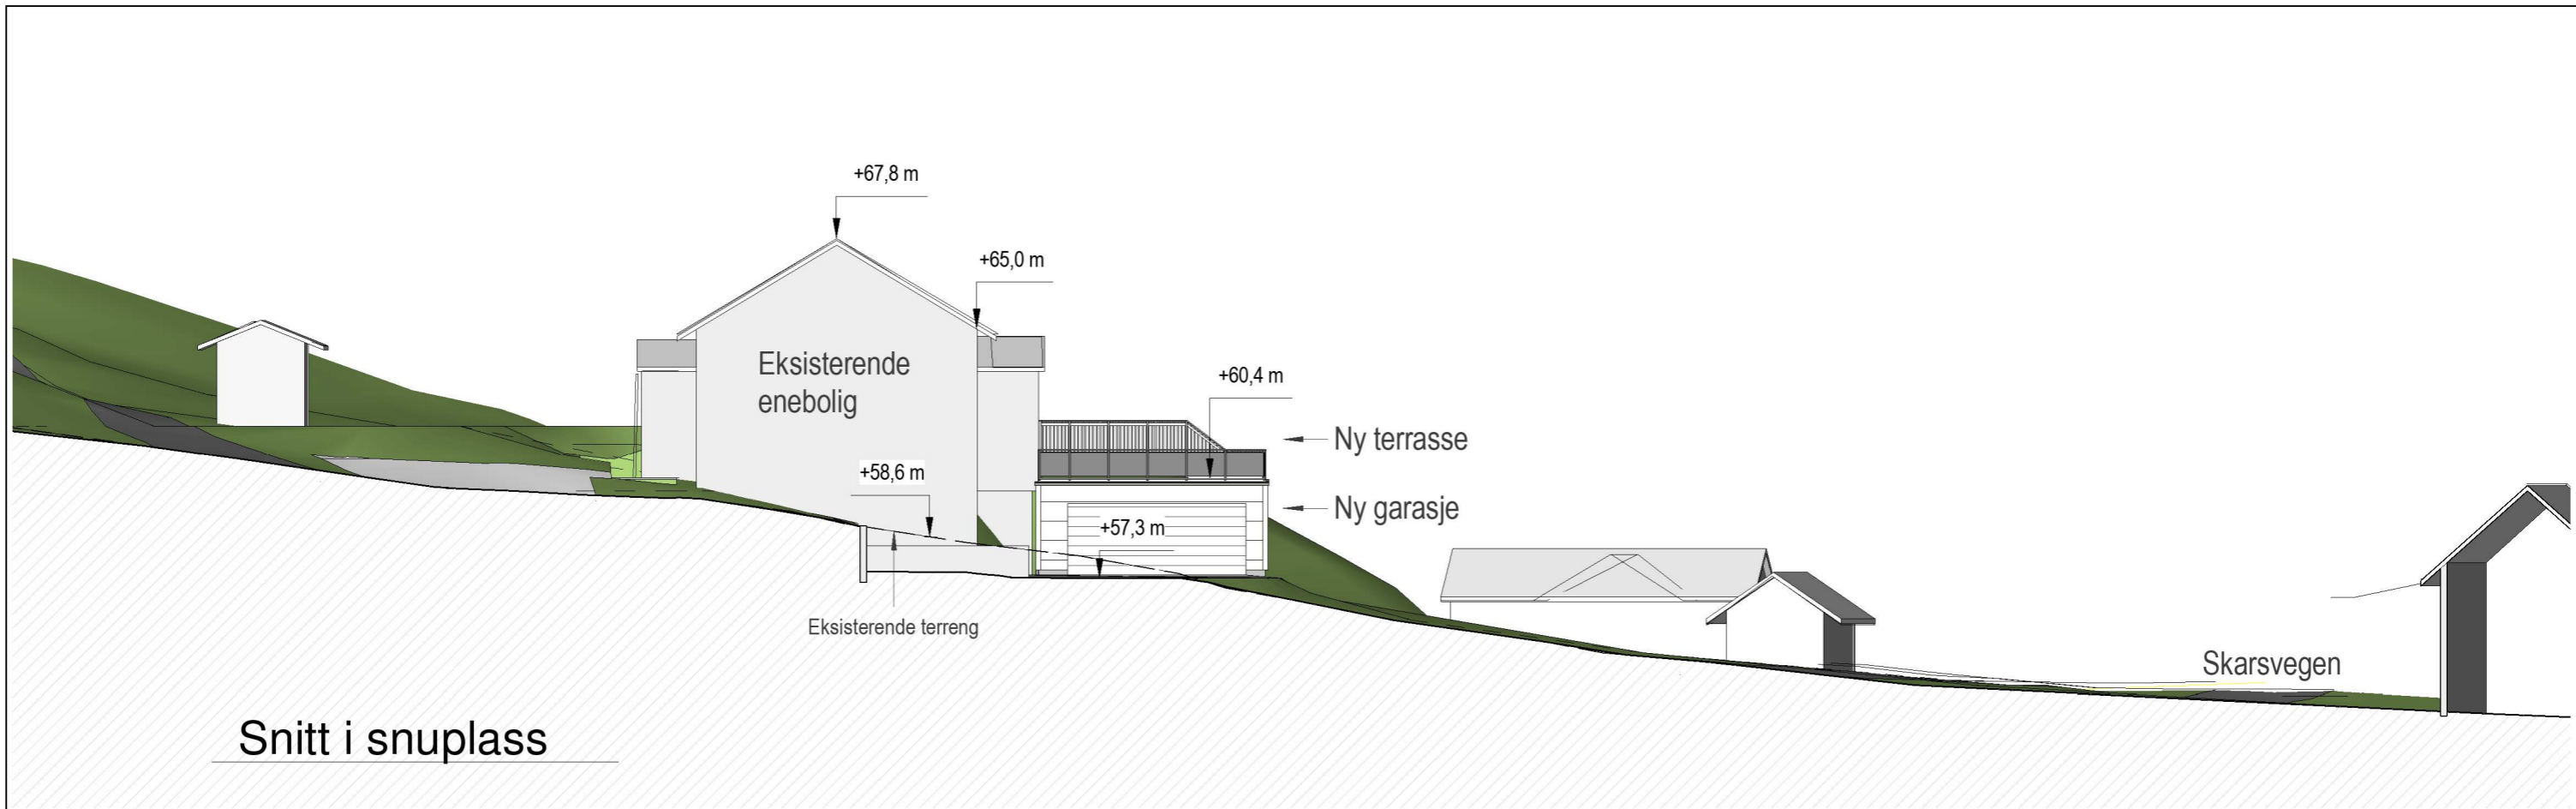 +67,8 m
+65,0 m
Eksisterende
enebolig
+60,4 m
Ny terrasse
+58,6 m
Ny garasje
+57,3 m
Eksisterende terreng
Skarsvegen
Snitt i snuplass